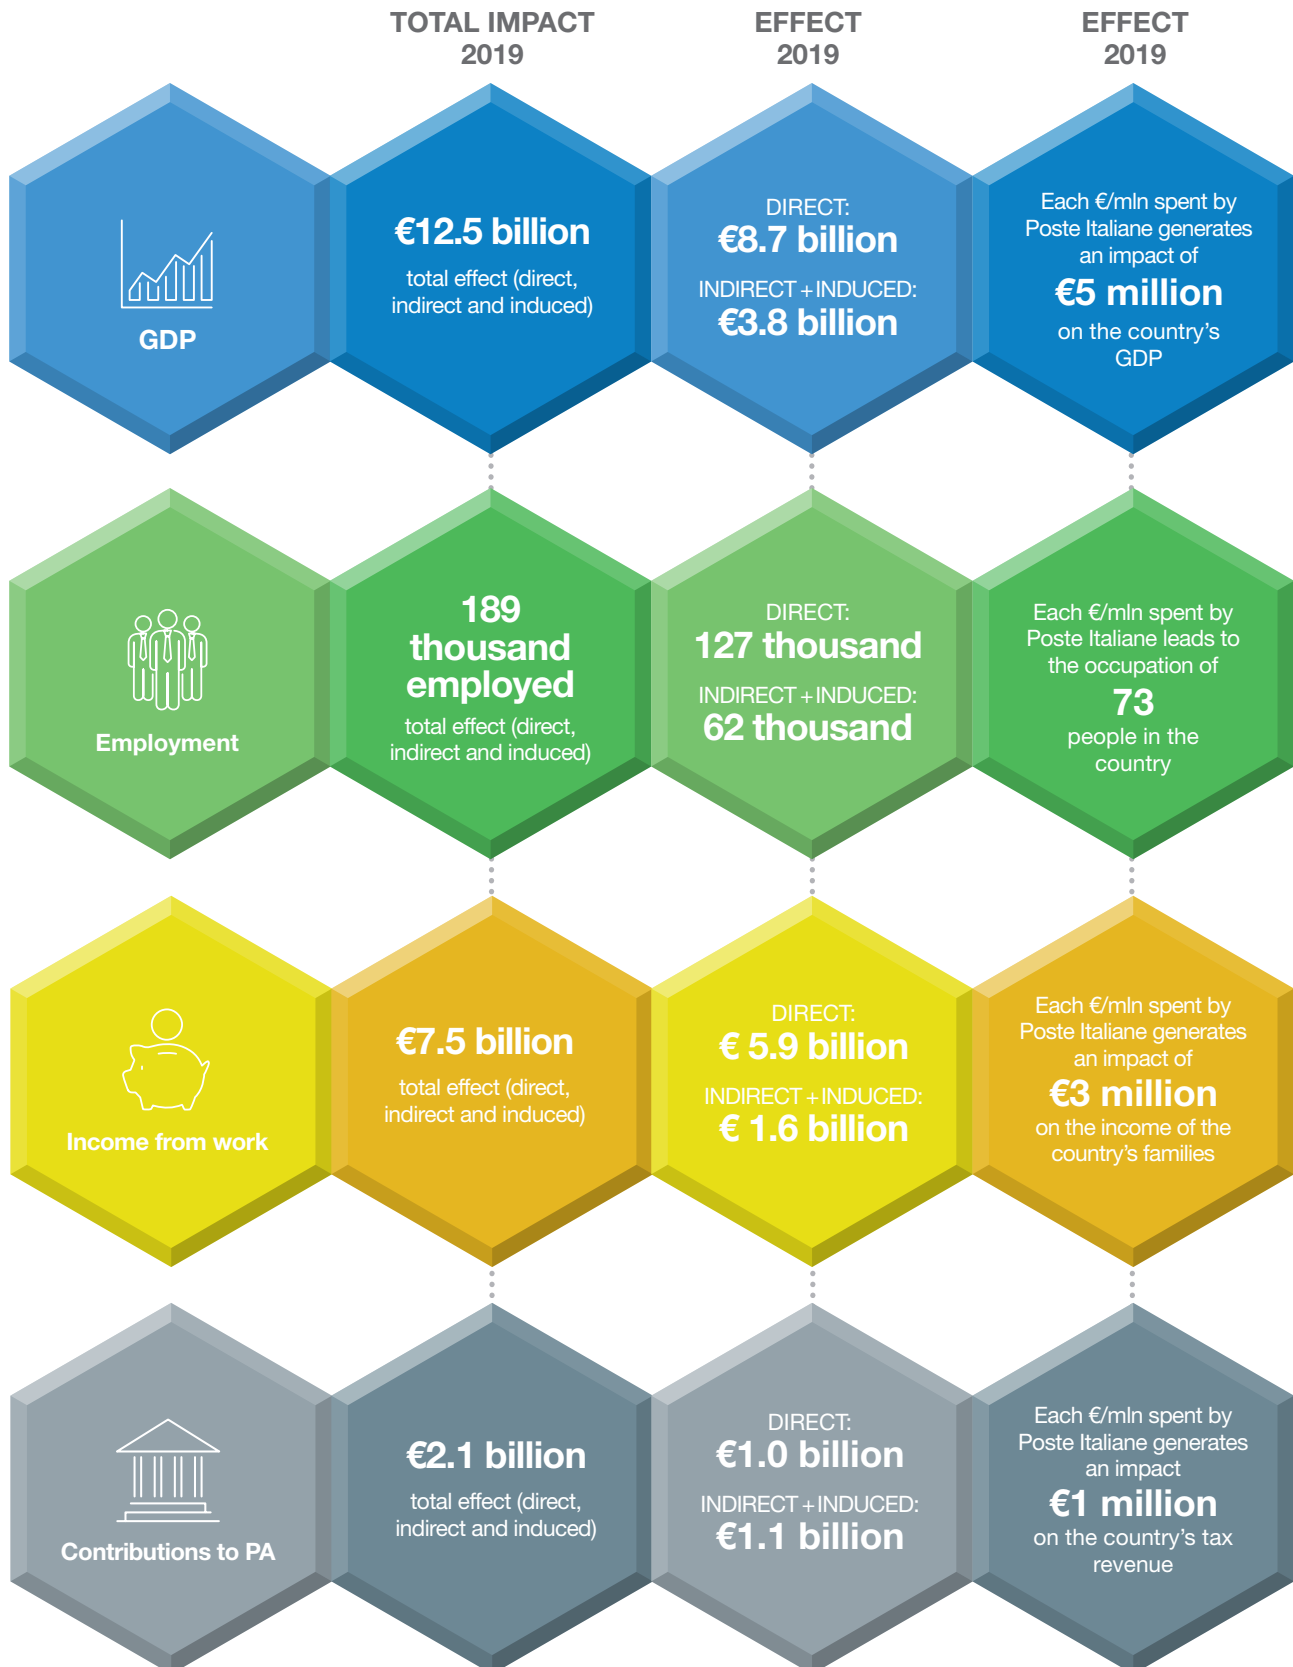 TOTAL IMPACT
2019
EFFECT
2019
EFFECT
2019
GDP
€12.5 billion
total effect (direct,
indirect and induced)
DIRECT:
€8.7 billion
INDIRECT + INDUCED:
€3.8 billion
Each €/mln spent by
Poste Italiane generates
an impact of
€5 million
on the country's
GDP
Employment
189
thousand
employed
total effect (direct,
indirect and induced)
DIRECT:
127 thousand
INDIRECT + INDUCED:
62 thousand
Each €/mln spent by
Poste Italiane leads to
the occupation of
73
people in the
country
Income from work
€7.5 billion
total effect (direct,
indirect and induced)
DIRECT:
€ 5.9 billion
INDIRECT + INDUCED:
€ 1.6 billion
Each €/mln spent by
Poste Italiane generates
an impact of
€3 million
on the income of the
country's families
Contributions to PA
€2.1 billion
total effect (direct,
indirect and induced)
DIRECT:
€1.0 billion
INDIRECT + INDUCED:
€1.1 billion
Each €/mln spent by
Poste Italiane generates
an impact
€1 million
on the country's tax
revenue